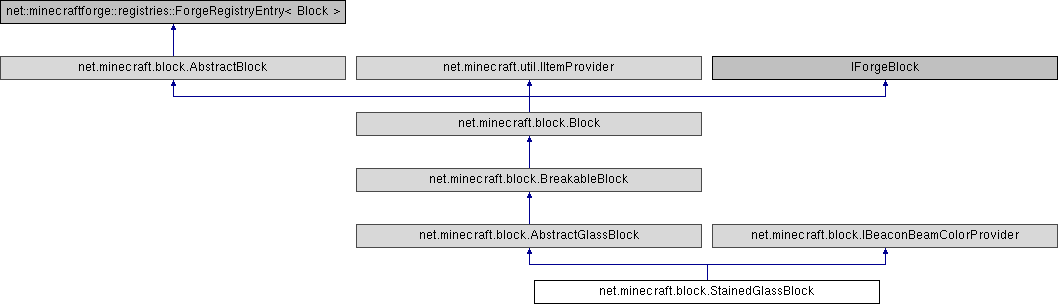 net::minecraftforge::registries::ForgeRegistryEntry< Block >
net.minecraft.block.AbstractBlock
net.minecraft.util.IItemProvider
IForgeBlock
net.minecraft.block.Block
net.minecraft.block.BreakableBlock
net.minecraft.block.AbstractGlassBlock
net.minecraft.block.IBeaconBeamColorProvider
net.minecraft.block.StainedGlassBlock